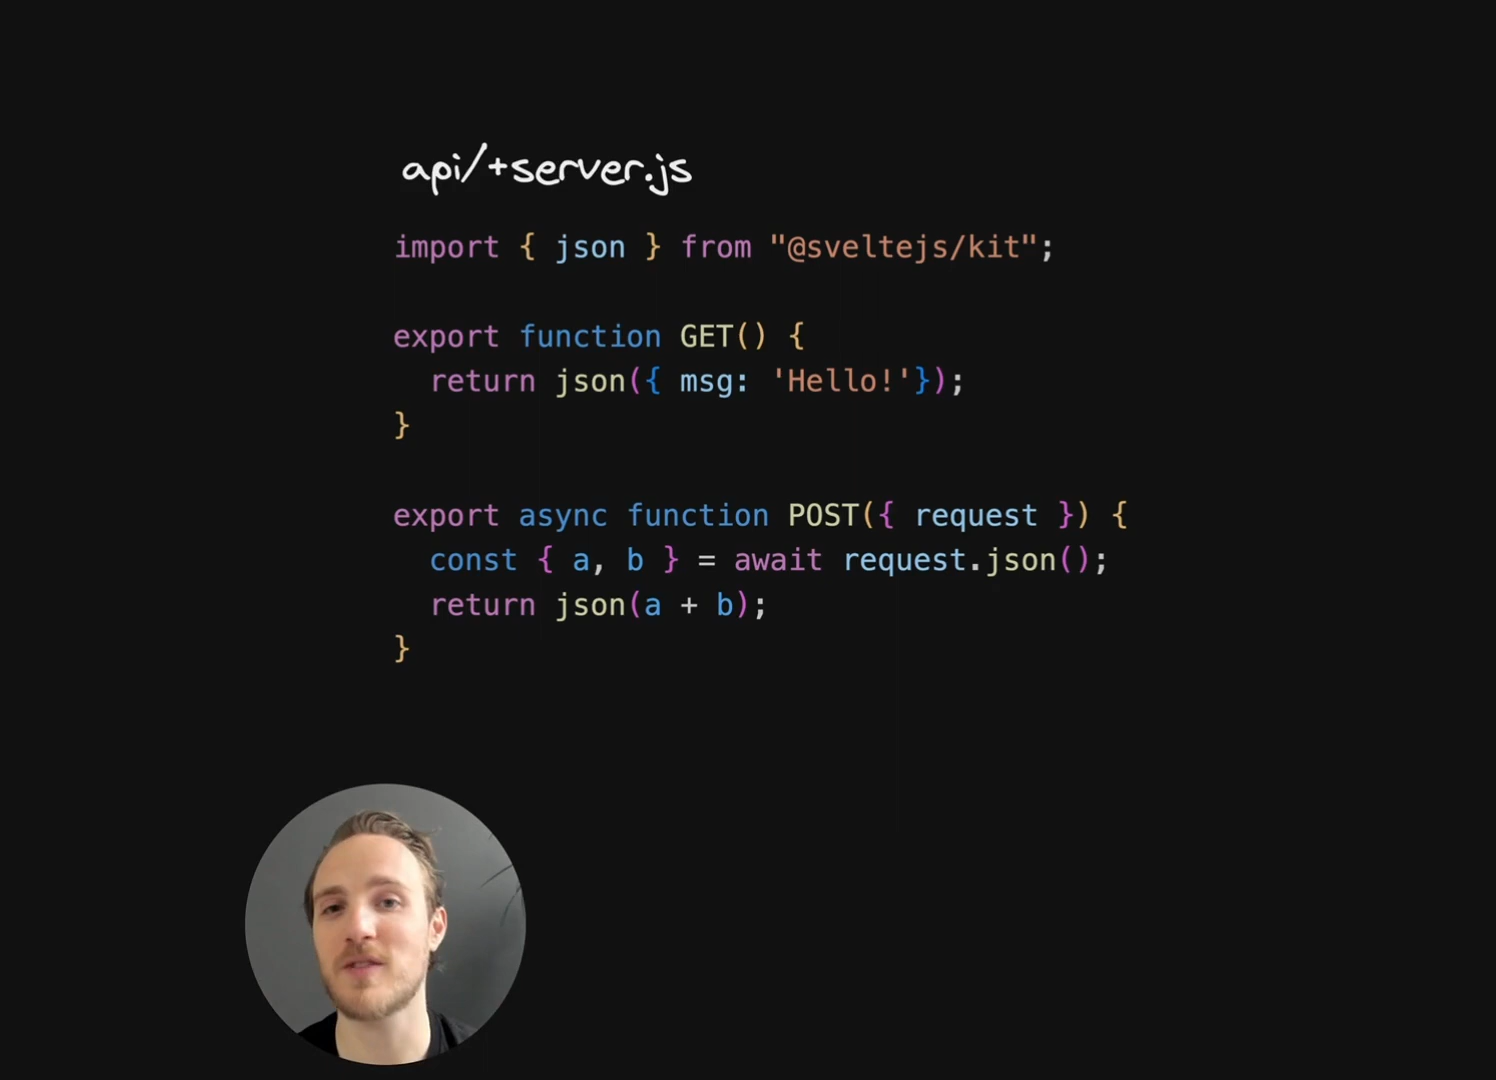 api/+server.js
import { json } from "@sveltejs/kit";
export function GET() {
  return json({ msg: 'Hello!'});
}
export async function POST({ request }) {
  const { a, b } = await request.json();
  return json(a + b);
}